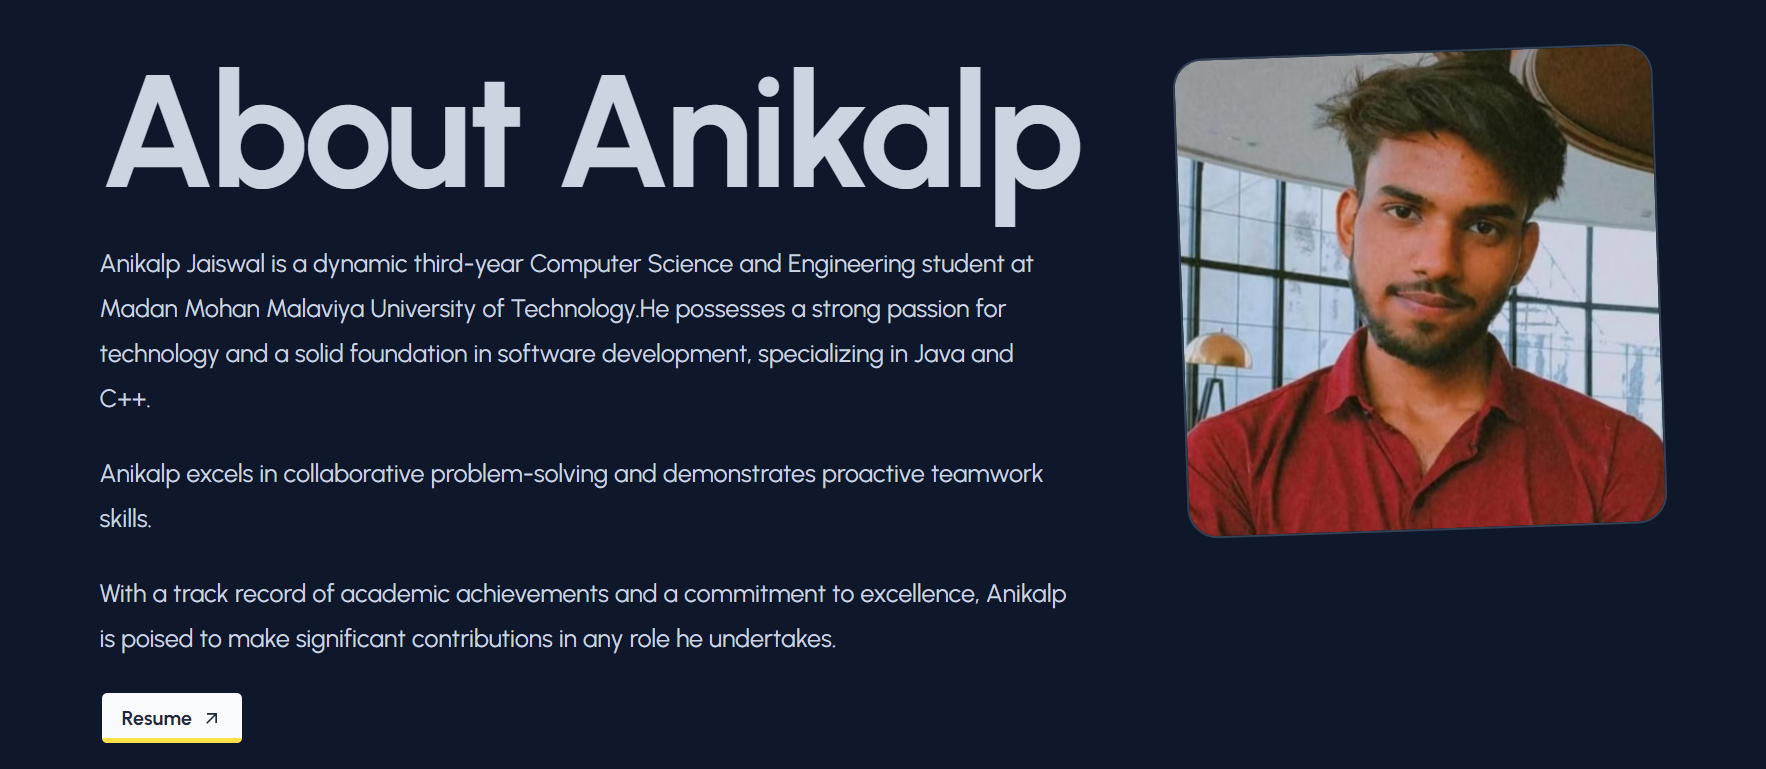 About Anikalp
Anikalp Jaiswal is a dynamic third-year Computer Science and Engineering student at
Madan Mohan Malaviya University of Technology.He possesses a strong passion for
technology and a solid foundation in software development, specializing in Java and
C++.
Anikalp excels in collaborative problem-solving and demonstrates proactive teamwork
skills.
With a track record of academic achievements and a commitment to excellence, Anikalp
is poised to make significant contributions in any role he undertakes.
Resume